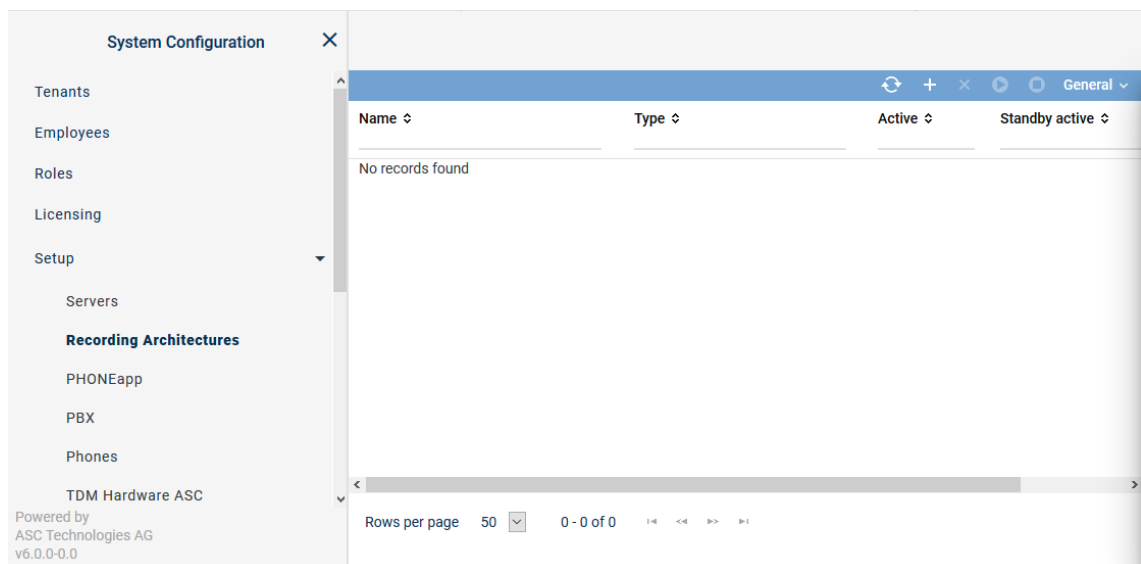 System Configuration
Tenants
Employees
Roles
Licensing
Setup
Servers
Recording Architectures
PHONEapp
PBX
Phones
TDM Hardware ASC
Powered by
ASC Technologies AG
v6.0.0-0.0
General
Name Type Active Standby active
No records found
Rows per page 50 0 - 0 of 0